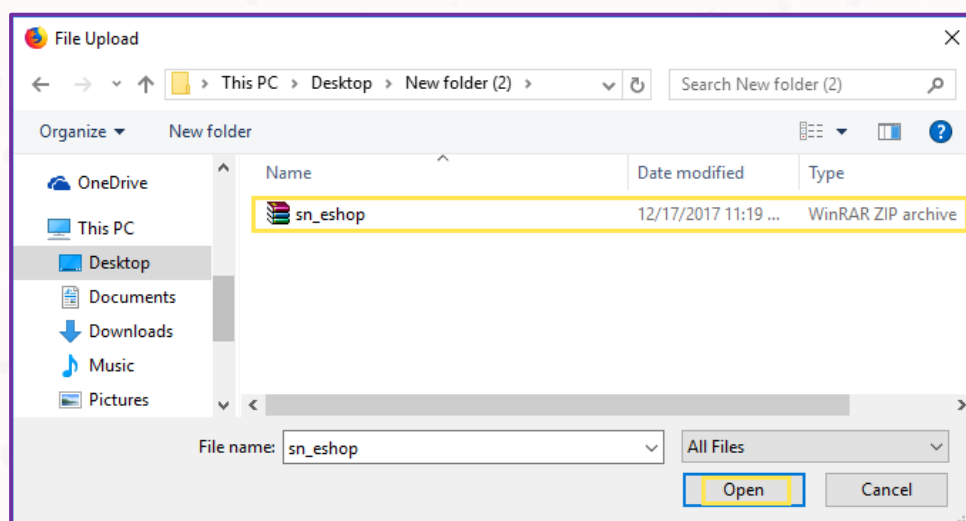 File Upload
This PC > Desktop > New folder (2) >
Search New folder (2)
Organize
New folder
?
Name
Date modified
Type
OneDrive
sn_eshop
12/17/2017 11:19 ...
WinRAR ZIP archive
This PC
Desktop
Documents
Downloads
Music
Pictures
File name:
sn_eshop
All Files
Open
Cancel